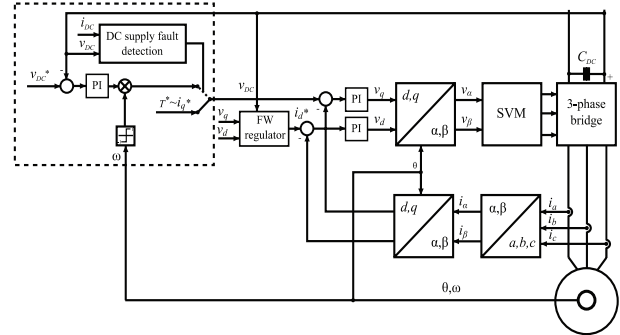 i_DC
v_DC
DC supply fault
detection
v_DC*
-
PI
T*~i_q*
ω
v_DC
v_q
v_d
FW
regulator
i_d*
-
-
PI
PI
v_q
v_d
d,q
α,β
v_α
v_β
SVM
C_DC
+
3-phase
bridge
θ
d,q
α,β
i_α
i_β
α,β
a,b,c
i_a
i_b
i_c
θ,ω